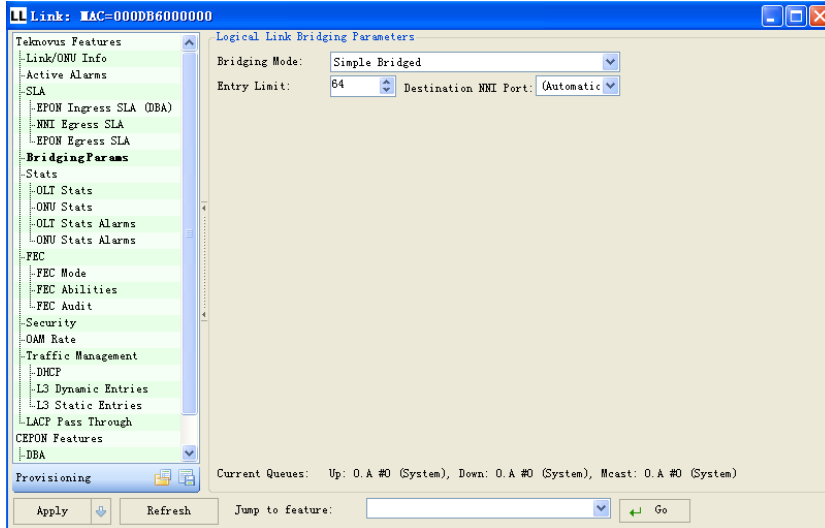 LL Link: MAC=000DB6000000
Teknovus Features
Link/ONU Info
Active Alarms
SLA
EPON Ingress SLA (DBA)
NNI Egress SLA
EPON Egress SLA
BridgingParams
Stats
OLT Stats
ONU Stats
OLT Stats Alarms
ONU Stats Alarms
FEC
FEC Mode
FEC Abilities
FEC Audit
Security
OAM Rate
Traffic Management
DHCP
L3 Dynamic Entries
L3 Static Entries
LACP Pass Through
CEPON Features
DBA
Provisioning
Logical Link Bridging Parameters
Bridging Mode: Simple Bridged
Entry Limit: 64 Destination NNI Port: (Automatic
Current Queues: Up: 0.A #0 (System), Down: 0.A #0 (System), Mcast: 0.A #0 (System)
Apply Refresh Jump to feature: Go